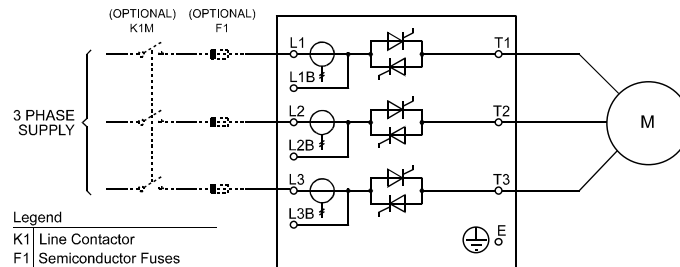 (OPTIONAL) (OPTIONAL)
K1M F1
L1 T1
L1B
3 PHASE
SUPPLY
L2 T2
L2B
M
L3 T3
L3B
E
Legend
K1 Line Contactor
F1 Semiconductor Fuses